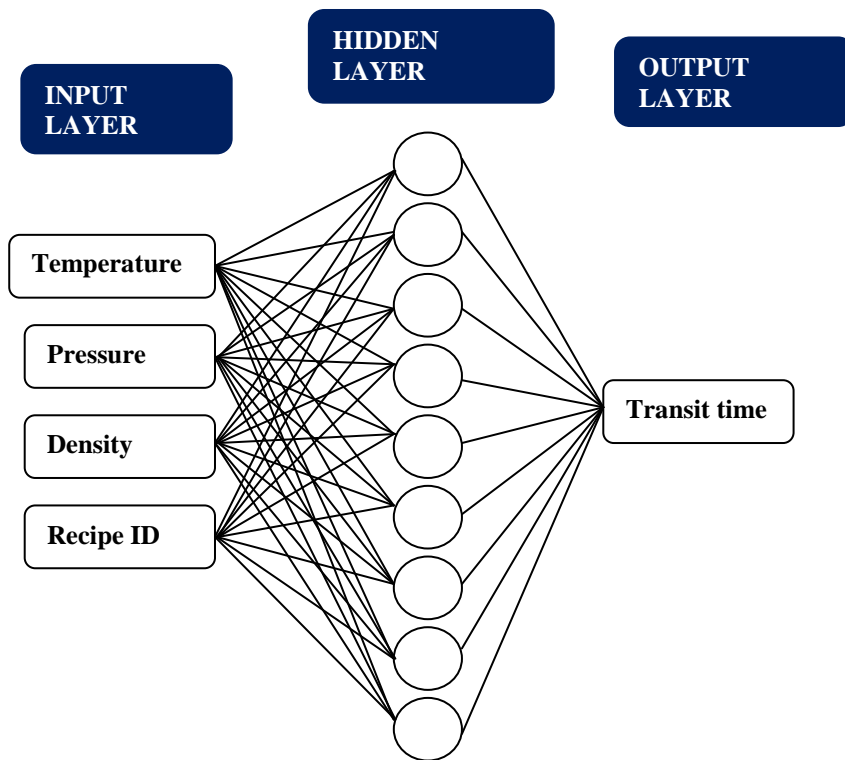 HIDDEN
LAYER
INPUT
LAYER
OUTPUT
LAYER
Temperature
Pressure
Density
Recipe ID
Transit time